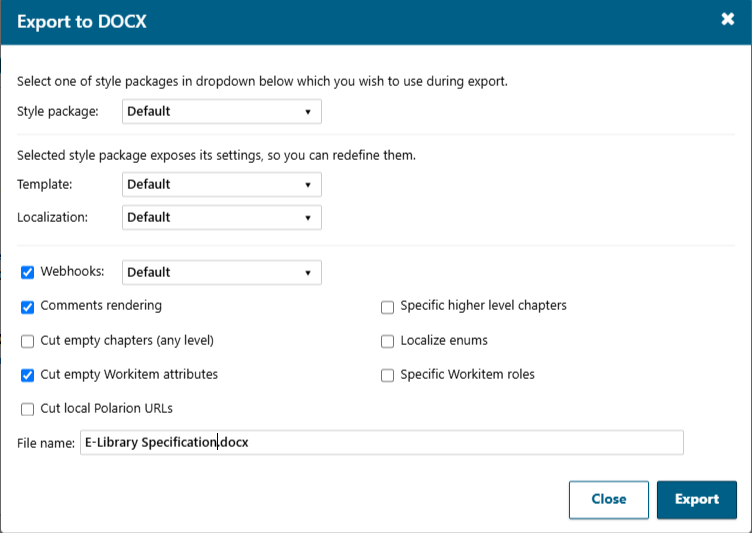 Export to DOCX
Select one of style packages in dropdown below which you wish to use during export.
Style package: Default
Selected style package exposes its settings, so you can redefine them.
Template: Default
Localization: Default
Webhooks: Default
Comments rendering Specific higher level chapters
Cut empty chapters (any level) Localize enums
Cut empty Workitem attributes Specific Workitem roles
Cut local Polarion URLs
File name: E-Library Specification.docx
Close Export